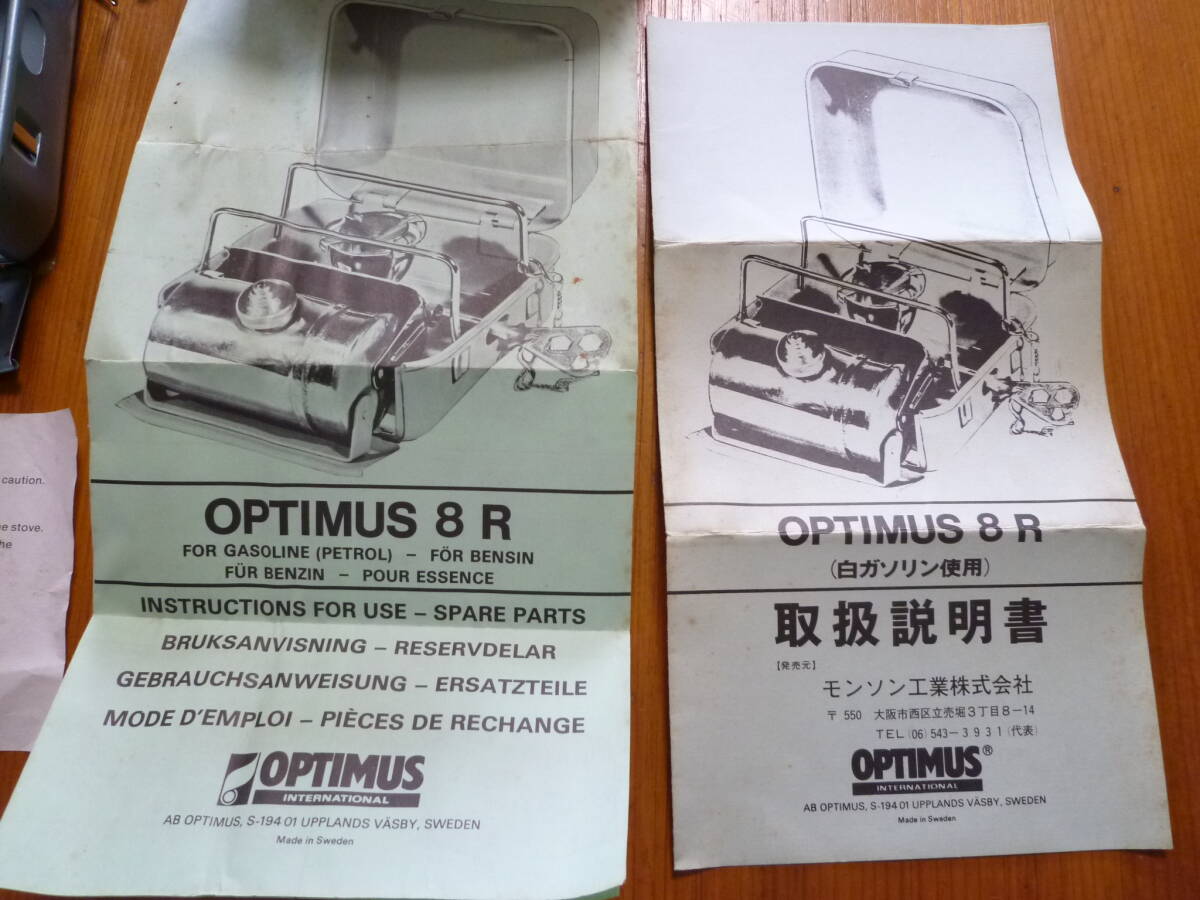 caution.
e stove.
he
OPTIMUS 8 R
FOR GASOLINE (PETROL) – FÖR BENSIN
FÜR BENZIN – POUR ESSENCE
INSTRUCTIONS FOR USE – SPARE PARTS
BRUKSANVISNING – RESERVDELAR
GEBRAUCHSANWEISUNG – ERSATZTEILE
MODE D'EMPLOI – PIÈCES DE RECHANGE
OPTIMUS
INTERNATIONAL
AB OPTIMUS, S-194 01 UPPLANDS VÄSBY, SWEDEN
Made in Sweden
OPTIMUS 8 R
(白ガソリン使用)
取扱説明書
【発売元】
モンソン工業株式会社
〒 550 大阪市西区立売堀3丁目8-14
TEL (06) 543-3931 (代表)
OPTIMUS®
INTERNATIONAL
AB OPTIMUS, S-194 01 UPPLANDS VÄSBY, SWEDEN
Made in Sweden